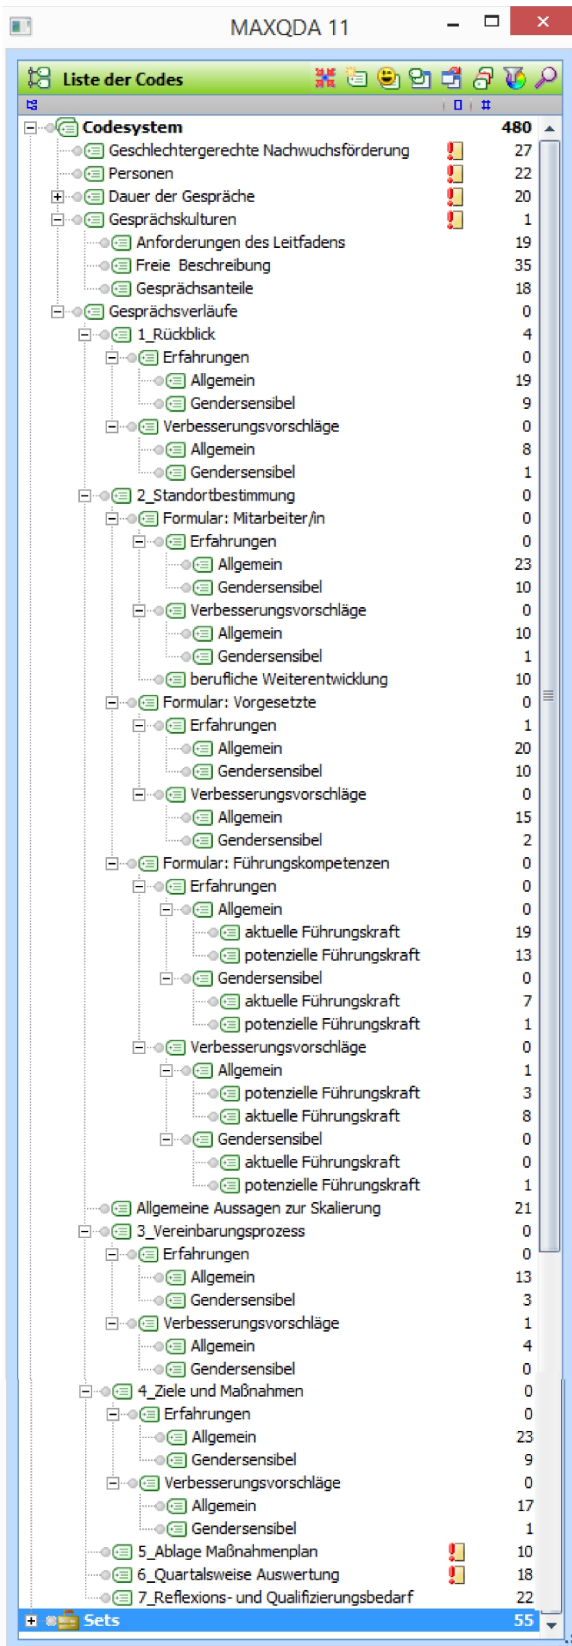 MAXQDA 11
Liste der Codes
#
Codesystem 480
Geschlechtergerechte Nachwuchsförderung 27
Personen 22
Dauer der Gespräche 20
Gesprächskulturen 1
Anforderungen des Leitfadens 19
Freie Beschreibung 35
Gesprächsanteile 18
Gesprächsverläufe 0
1_Rückblick 4
Erfahrungen 0
Allgemein 19
Gendersensibel 9
Verbesserungsvorschläge 0
Allgemein 8
Gendersensibel 1
2_Standortbestimmung 0
Formular: Mitarbeiter/in 0
Erfahrungen 0
Allgemein 23
Gendersensibel 10
Verbesserungsvorschläge 0
Allgemein 10
Gendersensibel 1
berufliche Weiterentwicklung 10
Formular: Vorgesetzte 0
Erfahrungen 1
Allgemein 20
Gendersensibel 10
Verbesserungsvorschläge 0
Allgemein 15
Gendersensibel 2
Formular: Führungskompetenzen 0
Erfahrungen 0
Allgemein 0
aktuelle Führungskraft 19
potenzielle Führungskraft 13
Gendersensibel 0
aktuelle Führungskraft 7
potenzielle Führungskraft 1
Verbesserungsvorschläge 0
Allgemein 1
potenzielle Führungskraft 3
aktuelle Führungskraft 8
Gendersensibel 0
aktuelle Führungskraft 0
potenzielle Führungskraft 1
Allgemeine Aussagen zur Skalierung 21
3_Vereinbarungsprozess 0
Erfahrungen 0
Allgemein 13
Gendersensibel 3
Verbesserungsvorschläge 1
Allgemein 4
Gendersensibel 0
4_Ziele und Maßnahmen 0
Erfahrungen 0
Allgemein 23
Gendersensibel 9
Verbesserungsvorschläge 0
Allgemein 17
Gendersensibel 1
5_Ablage Maßnahmenplan 10
6_Quartalsweise Auswertung 18
7_Reflexions- und Qualifizierungsbedarf 22
Sets 55